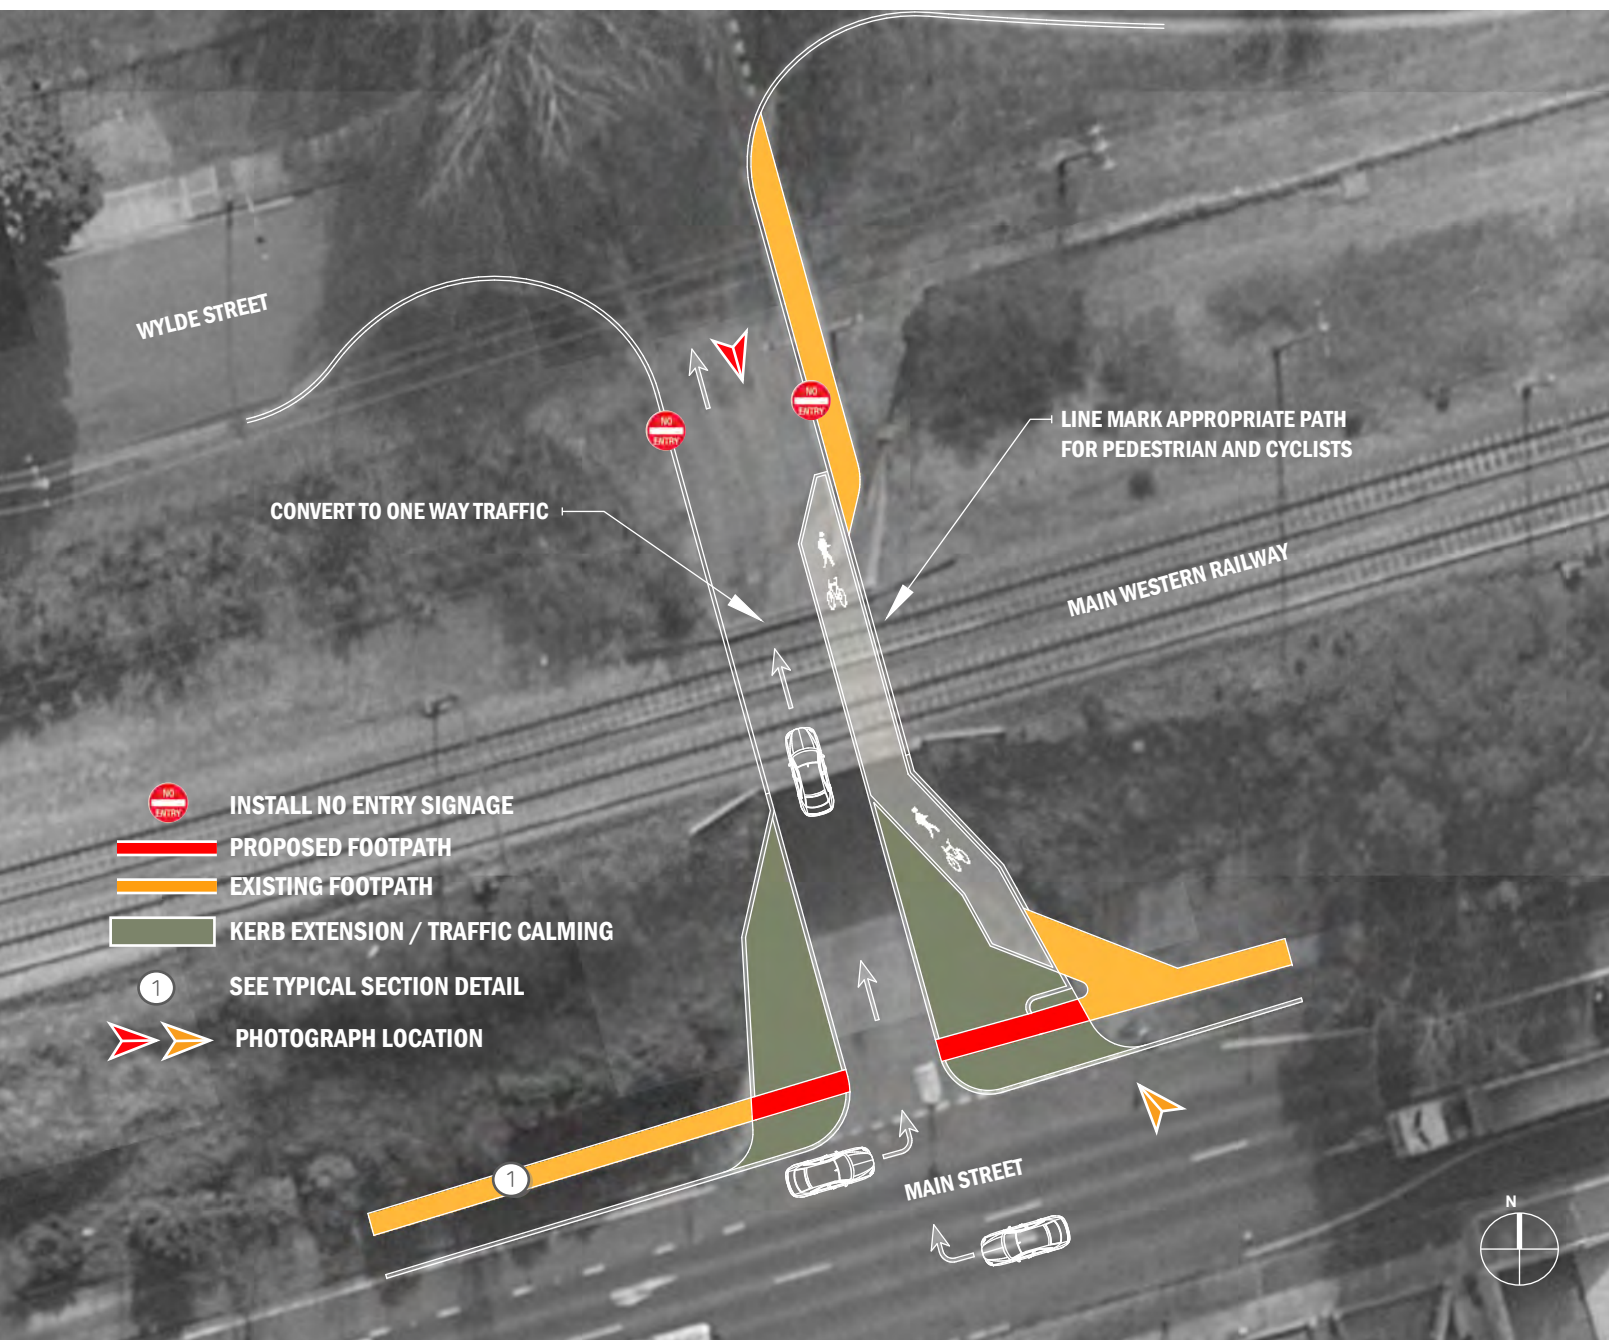 WYLDE STREET
NO
ENTRY
NO
ENTRY
LINE MARK APPROPRIATE PATH
FOR PEDESTRIAN AND CYCLISTS
CONVERT TO ONE WAY TRAFFIC
MAIN WESTERN RAILWAY
NO
ENTRY
INSTALL NO ENTRY SIGNAGE
PROPOSED FOOTPATH
EXISTING FOOTPATH
KERB EXTENSION / TRAFFIC CALMING
1
SEE TYPICAL SECTION DETAIL
PHOTOGRAPH LOCATION
1
MAIN STREET
N